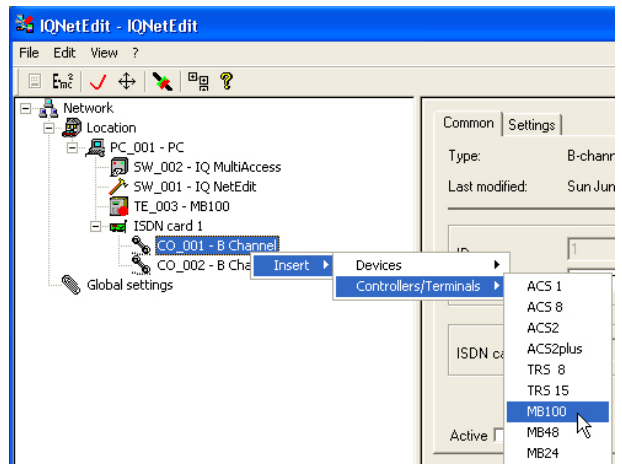 IQNetEdit - IQNetEdit
File Edit View ?
Network
Location
PC_001 - PC
SW_002 - IQ MultiAccess
SW_001 - IQ NetEdit
TE_003 - MB100
ISDN card 1
CO_001 - B Channel
CO_002 - B Cha
Global settings
Insert
Devices
Controllers/Terminals
ACS 1
ACS 8
ACS2
ACS2plus
TRS 8
TRS 15
MB100
MB48
MB24
Common Settings
Type: B-chann
Last modified: Sun Jun
1
ISDN ca
Active